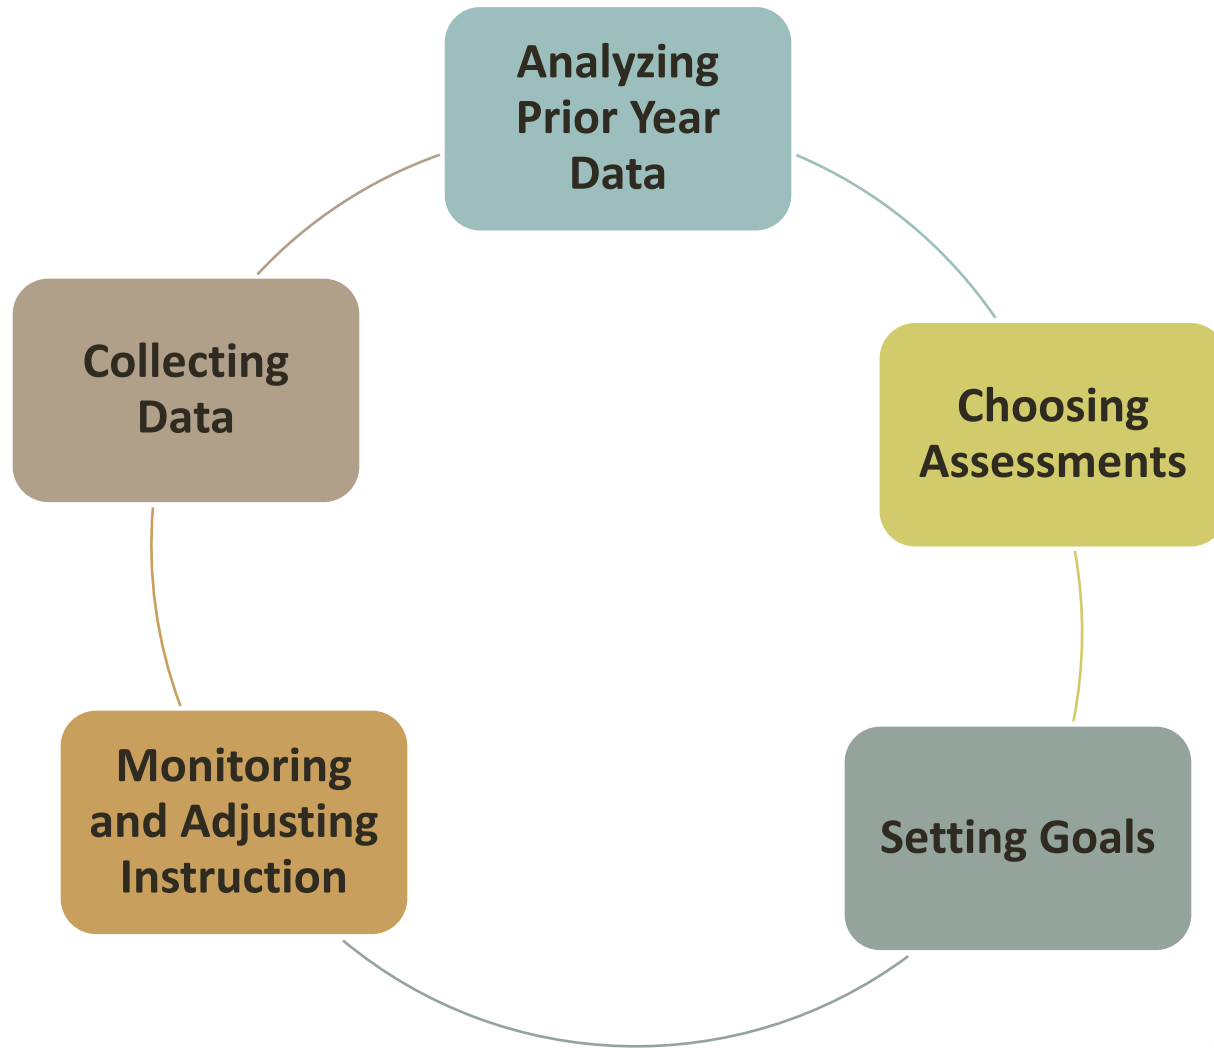 Analyzing
Prior Year
Data
Choosing
Assessments
Setting Goals
Monitoring
and Adjusting
Instruction
Collecting
Data